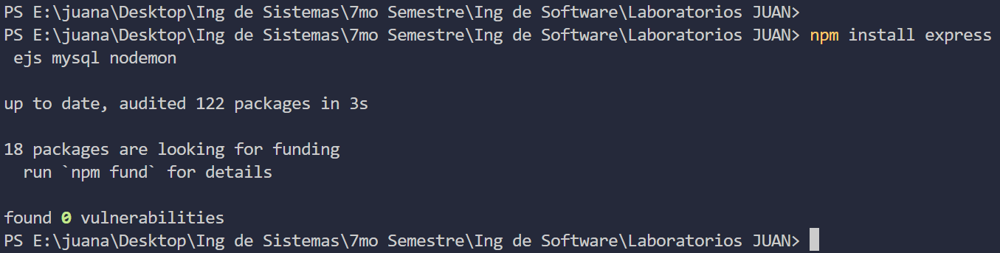 PS E:\juana\Desktop\Ing de Sistemas\7mo Semestre\Ing de Software\Laboratorios JUAN>
PS E:\juana\Desktop\Ing de Sistemas\7mo Semestre\Ing de Software\Laboratorios JUAN> npm install express
 ejs mysql nodemon
up to date, audited 122 packages in 3s
18 packages are looking for funding
  run `npm fund` for details
found 0 vulnerabilities
PS E:\juana\Desktop\Ing de Sistemas\7mo Semestre\Ing de Software\Laboratorios JUAN>